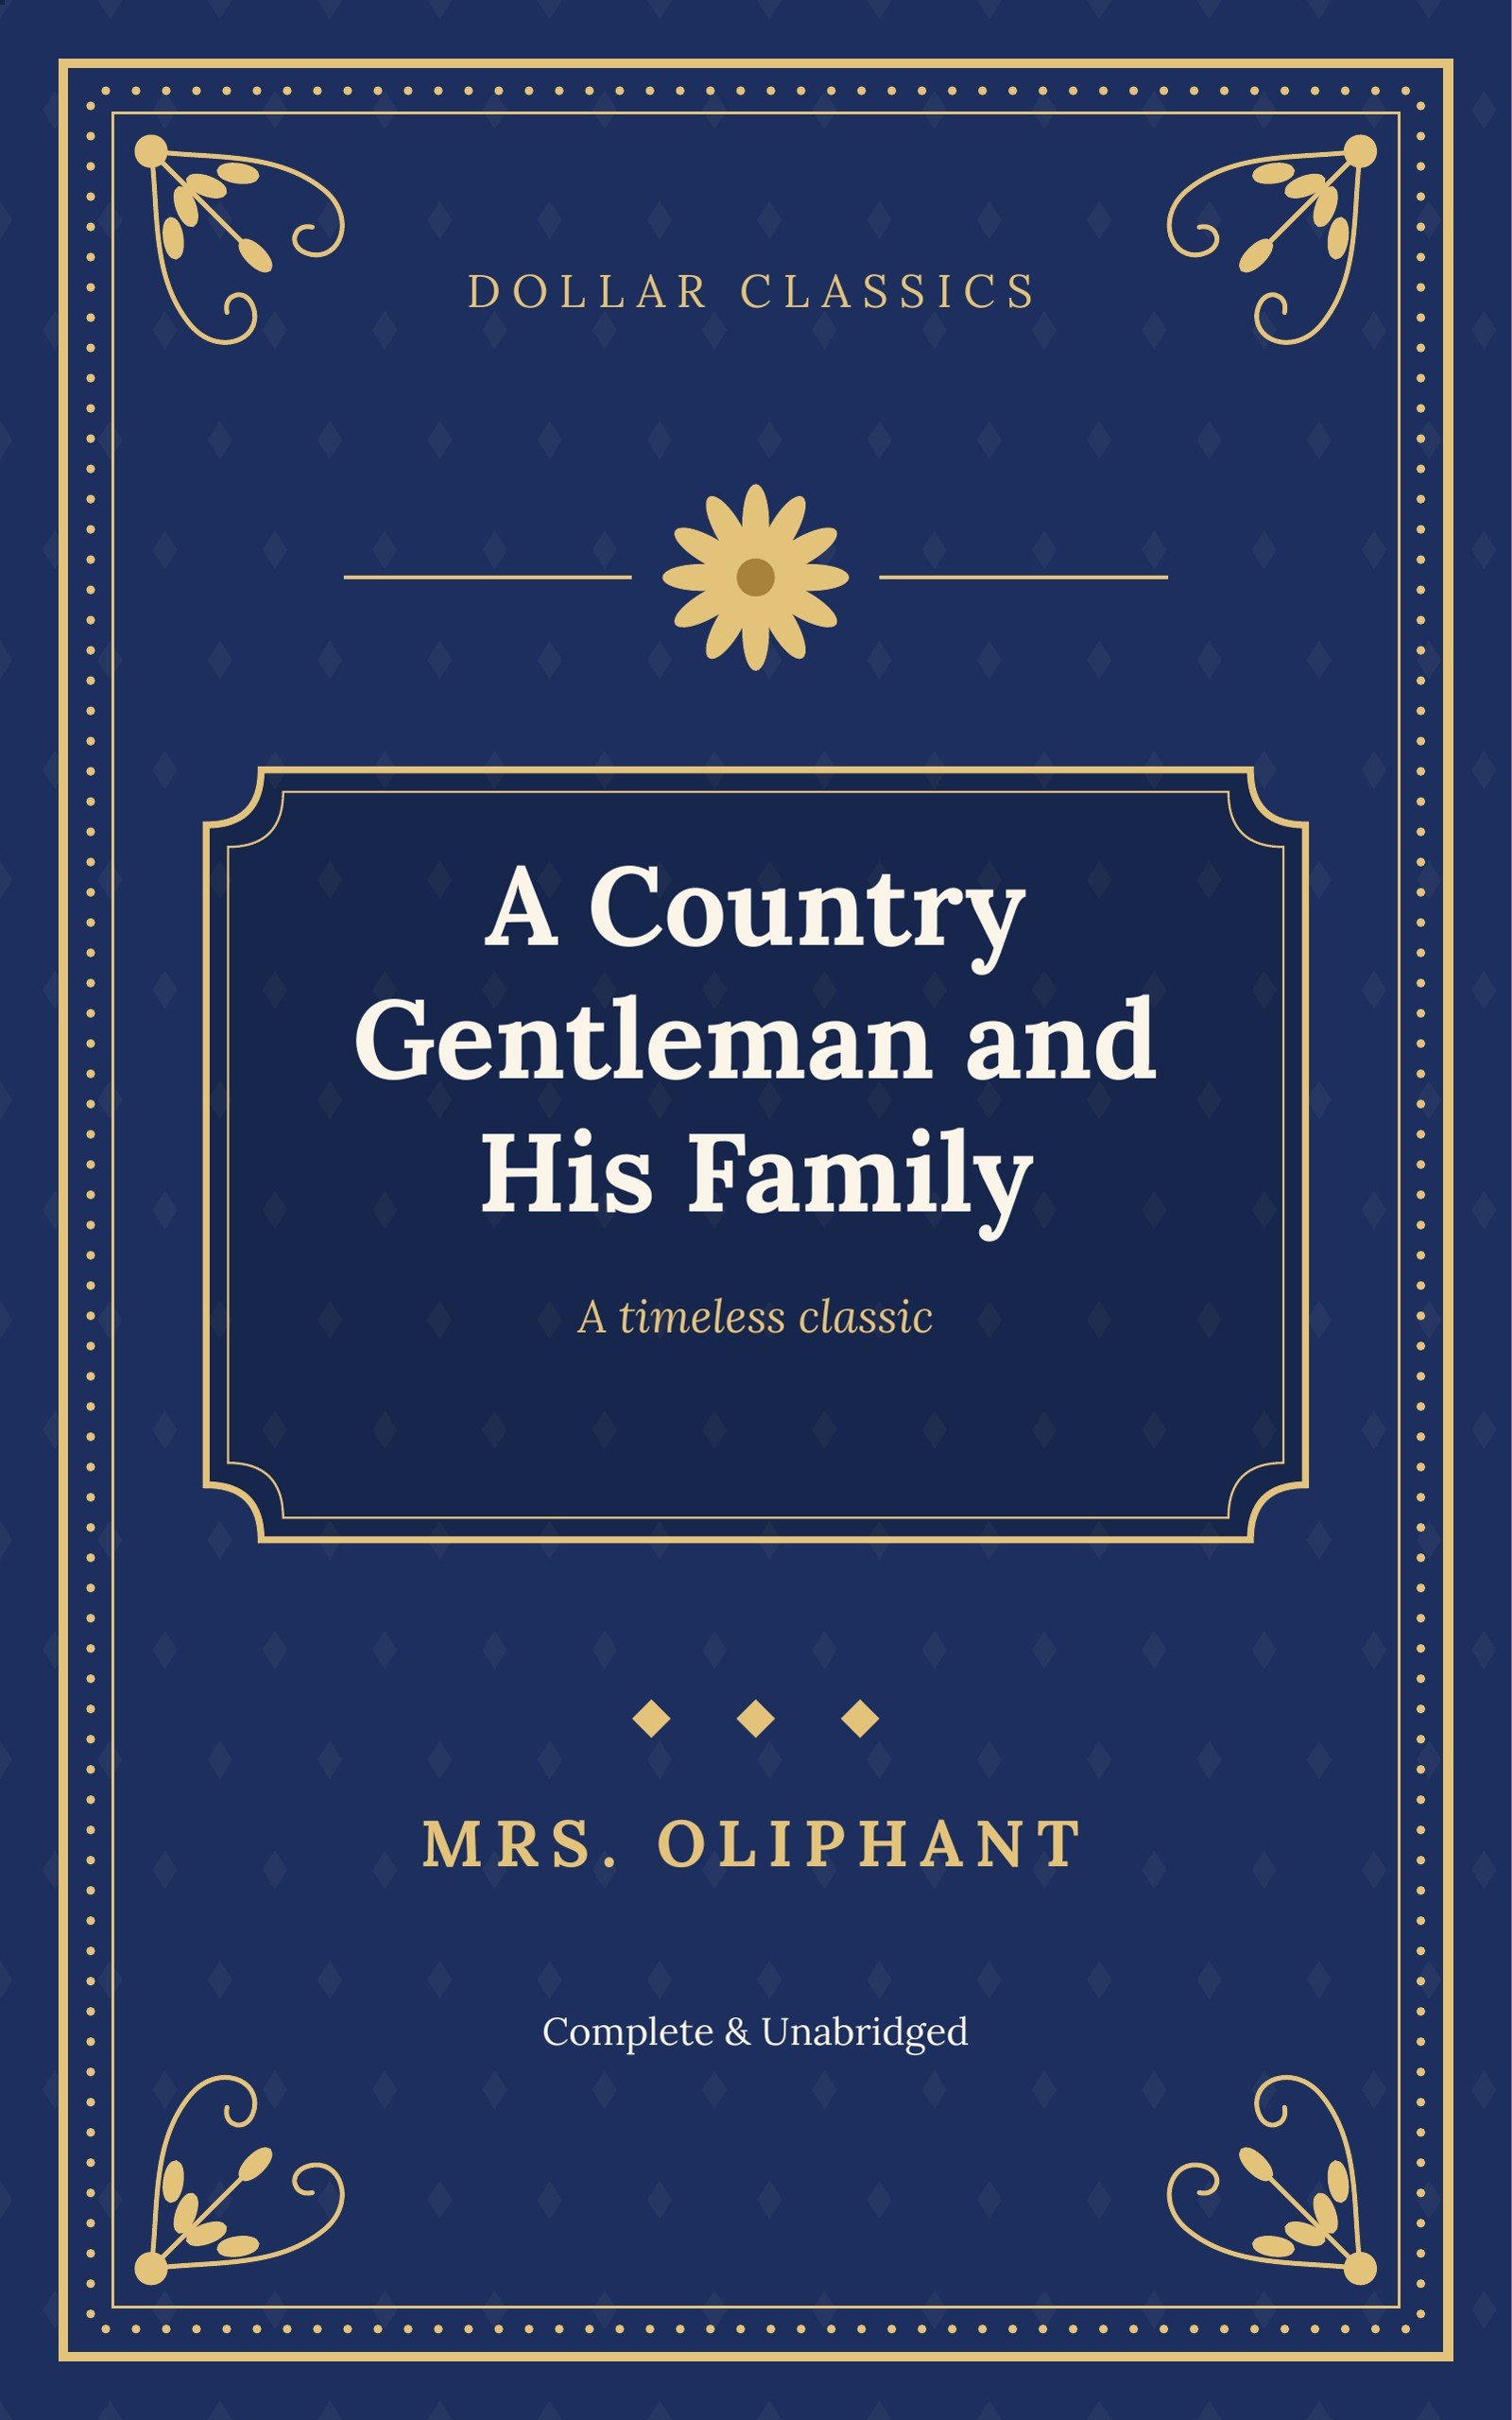 DOLLAR CLASSICS
A Country
Gentleman and
His Family
A timeless classic
MRS. OLIPHANT
Complete & Unabridged